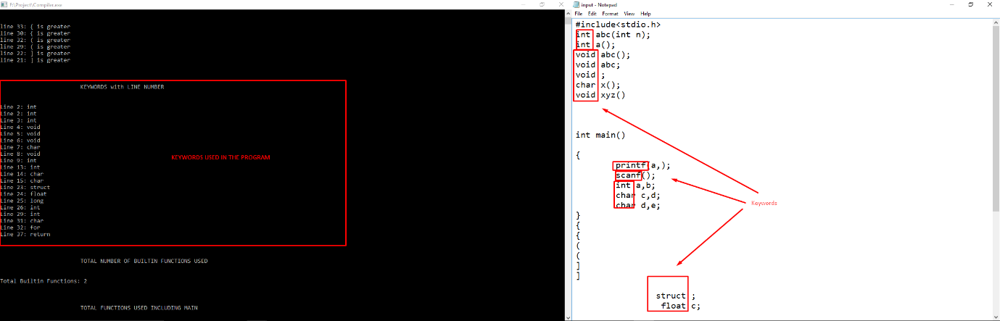 F:\Project\Compiler.exe
line 33: { is greater
line 30: { is greater
line 32: ( is greater
line 29: ( is greater
line 22: ] is greater
line 21: ] is greater
KEYWORDS with LINE NUMBER
Line 2: int
Line 2: int
Line 3: int
Line 4: void
Line 5: void
Line 6: void
Line 7: char
Line 8: void
Line 9: int
Line 13: int
Line 14: char
Line 15: char
Line 23: struct
Line 24: float
Line 25: long
Line 26: int
Line 29: int
Line 31: char
Line 32: for
Line 37: return
KEYWORDS USED IN THE PROGRAM
TOTAL NUMBER OF BUILTIN FUNCTIONS USED
Total Builtin Functions: 2
TOTAL FUNCTIONS USED INCLUDING MAIN
input - Notepad
File Edit Format View Help
#include<stdio.h>
int abc(int n);
int a();
void abc();
void abc;
void ;
char x();
void xyz()
int main()
{
printf(a,);
scanf();
int a,b;
char c,d;
char d,e;
}
{
{
(
(
]
]
struct ;
float c;
Keywords